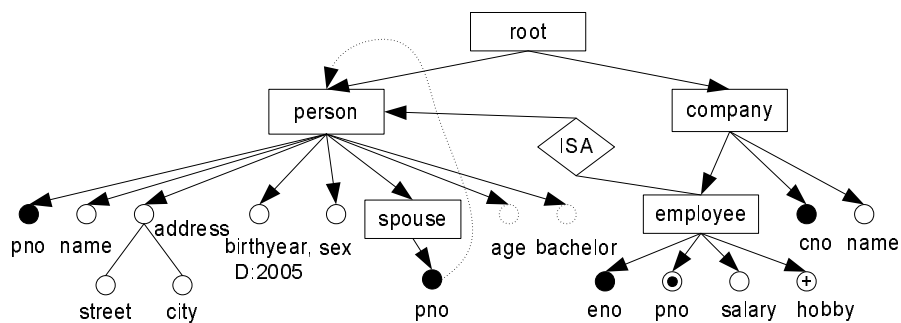 root
person
company
ISA
spouse
employee
pno
name
address
birthyear,
D:2005
sex
age
bachelor
cno
name
street
city
pno
eno
pno
salary
hobby
+